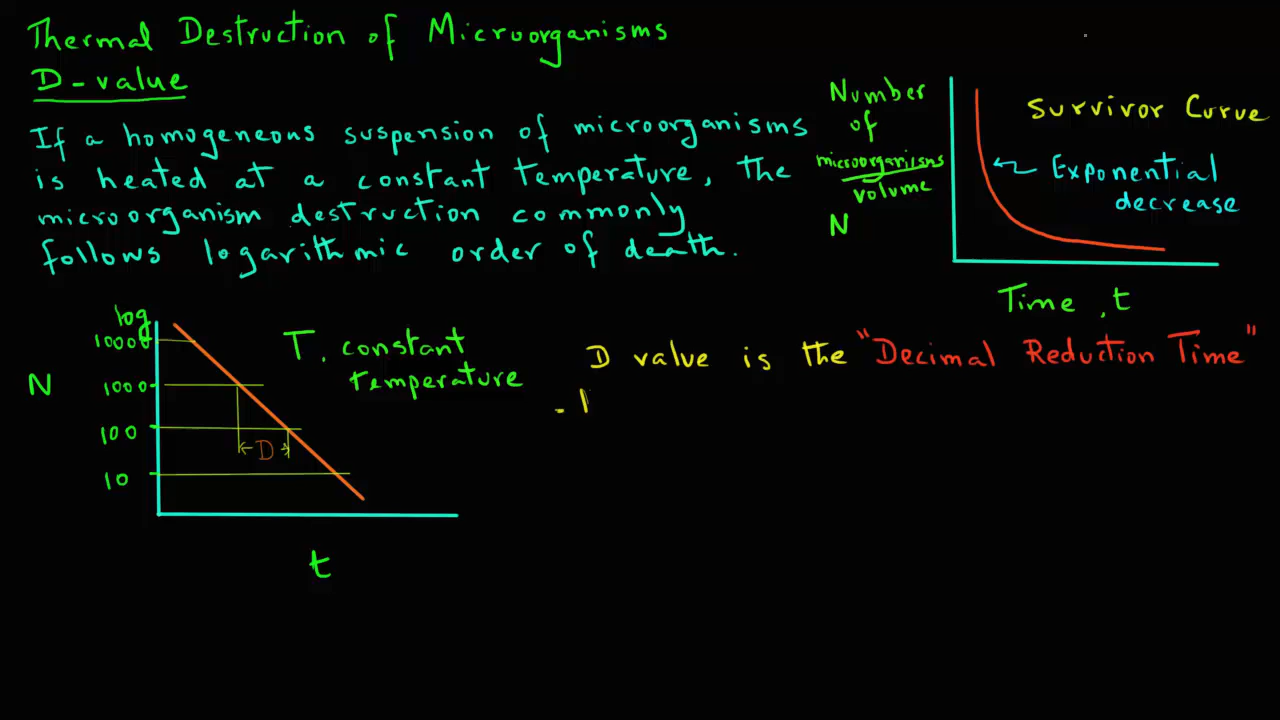 Thermal Destruction of Microorganisms
D-value
If a homogeneous suspension of microorganisms
is heated at a constant temperature, the
microorganism destruction commonly
follows logarithmic order of death.
Number
of
microorganisms
volume
N
Survivor Curve
Exponential
decrease
Time, t
log
10000
1000
100
10
N
D
t
T. constant
temperature
D value is the "Decimal Reduction Time"
-